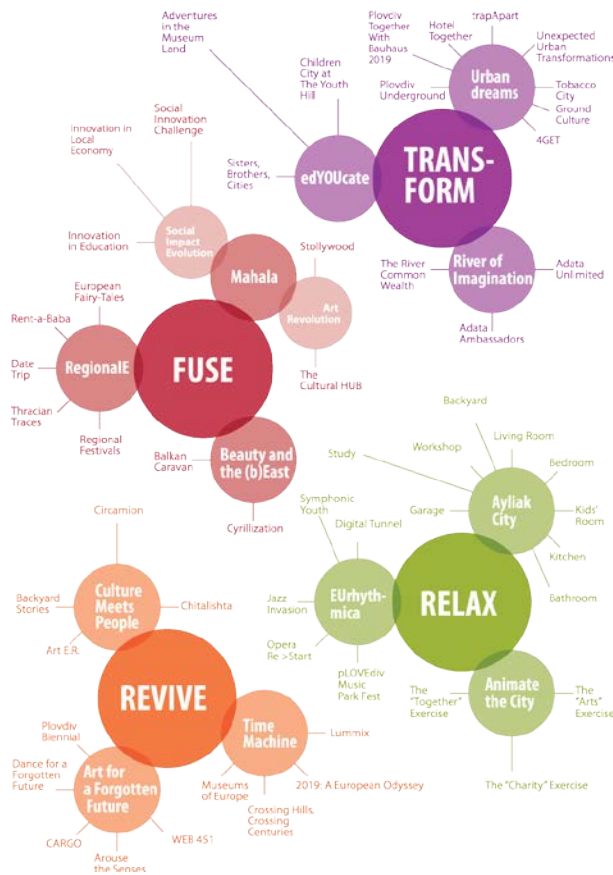 Adventures
in the
Museum
Land
Children
City at
The Youth
Hill
Sisters,
Brothers,
Cities
edYOUcate
TRANS-
FORM
Plovdiv
Together
With
Bauhaus
2019
Hotel
Together
trapApart
Unexpected
Urban
Transformations
Plovdiv
Underground
Urban
dreams
Tobacco
City
Ground
Culture
4GET
The River
Common
Wealth
River of
Imagination
Adata
Unlimited
Adata
Ambassadors
Social
Innovation
Challenge
Innovation in
Local
Economy
Innovation
in Education
Social
Impact
Evolution
Mahala
Stollywood
Art
Revolution
The
Cultural HUB
European
Fairy-Tales
Rent-a-Baba
Date
Trip
Thracian
Traces
Regional
Festivals
RegionalE
FUSE
Balkan
Caravan
Beauty and
the (b)East
Cyrillization
Backyard
Living Room
Workshop
Bedroom
Study
Garage
Ayliak
City
Kids'
Room
Kitchen
Bathroom
Symphonic
Youth
Digital Tunnel
Jazz
Invasion
EUrhyth-
mica
RELAX
Opera
Re >Start
pLOVEdiv
Music
Park Fest
The
"Together"
Exercise
Animate
the City
The
"Arts"
Exercise
The "Charity" Exercise
Circamion
Backyard
Stories
Culture
Meets
People
Chitalishta
Art E.R.
REVIVE
Time
Machine
Lummix
Museums
of Europe
2019: A European Odyssey
Crossing Hills,
Crossing
Centuries
Plovdiv
Biennial
Dance for a
Forgotten
Future
Art for
a Forgotten
Future
CARGO
Arouse
the Senses
WEB 4S1